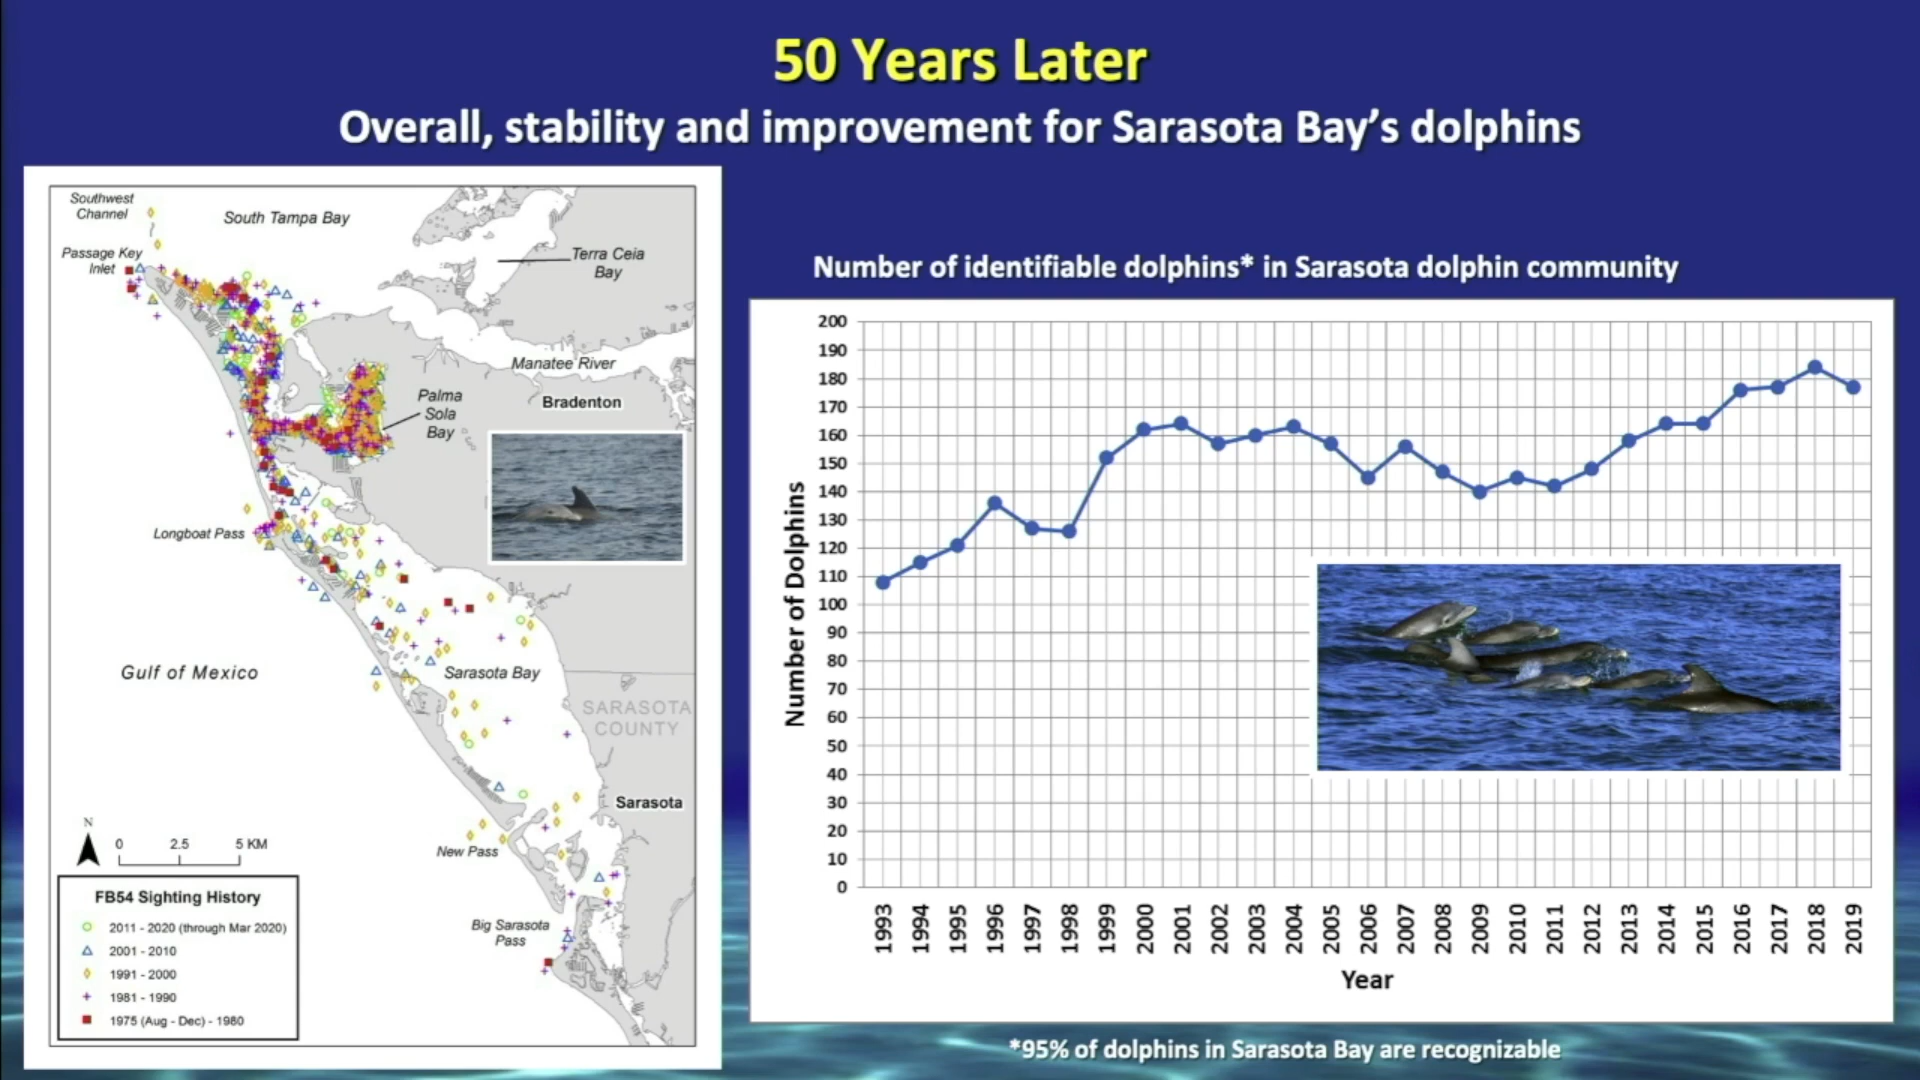 50 Years Later
Overall, stability and improvement for Sarasota Bay's dolphins
Southwest
Channel
South Tampa Bay
Passage Key
Inlet
Terra Ceia
Bay
Manatee River
Palma
Sola
Bay
Bradenton
Longboat Pass
Gulf of Mexico
Sarasota Bay
SARASOTA
COUNTY
Sarasota
N
0 2.5 5 KM
New Pass
Big Sarasota
Pass
FB54 Sighting History
2011 - 2020 (through Mar 2020)
2001 - 2010
1991 - 2000
1981 - 1990
1975 (Aug - Dec) - 1980
Number of identifiable dolphins* in Sarasota dolphin community
Number of Dolphins
200
190
180
170
160
150
140
130
120
110
100
90
80
70
60
50
40
30
20
10
0
1993 1994 1995 1996 1997 1998 1999 2000 2001 2002 2003 2004 2005 2006 2007 2008 2009 2010 2011 2012 2013 2014 2015 2016 2017 2018 2019
Year
*95% of dolphins in Sarasota Bay are recognizable